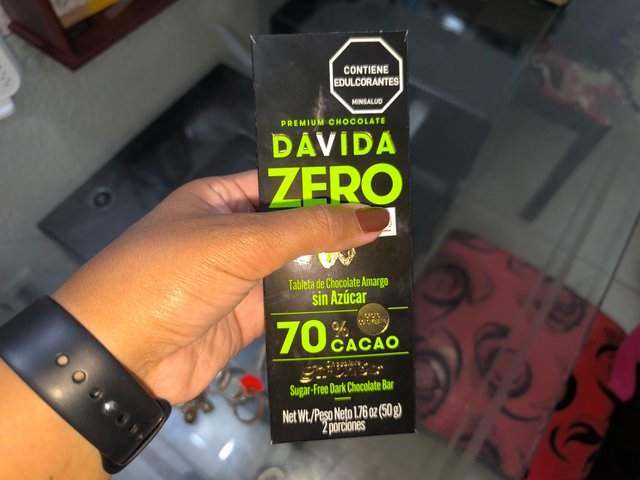 CONTIENE
EDULCORANTES
MINSALUD
PREMIUM CHOCOLATE
DAVIDA
ZERO
Tableta de Chocolate Amargo
sin Azúcar
70% CACAO
Sugar-Free Dark Chocolate Bar
Net Wt./Peso Neto 1.76 oz (50 g)
2 porciones